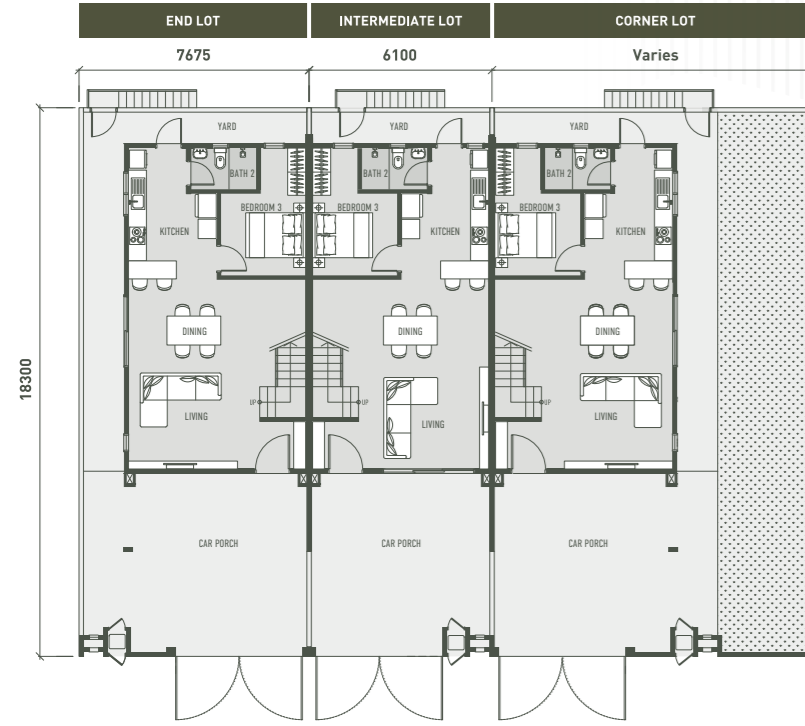 END LOT
INTERMEDIATE LOT
CORNER LOT
7675
6100
Varies
YARD
YARD
YARD
BATH 2
BATH 2
BATH 2
BEDROOM 3
BEDROOM 3
BEDROOM 3
KITCHEN
KITCHEN
KITCHEN
DINING
DINING
DINING
18300
UP
UP
UP
LIVING
LIVING
LIVING
CAR PORCH
CAR PORCH
CAR PORCH